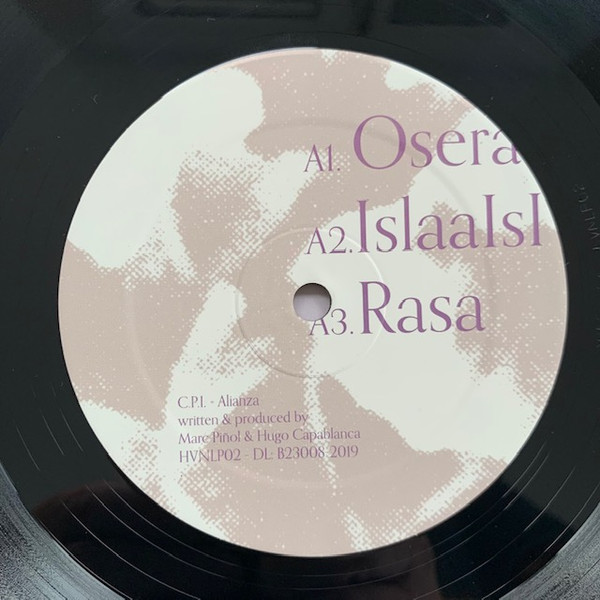 A1. Osera
A2. IslaaIsl
A3. Rasa
C.P.I. - Alianza
written & produced by
Marc Piñol & Hugo Capablanca
HVNLP02 - DL: B23008-2019